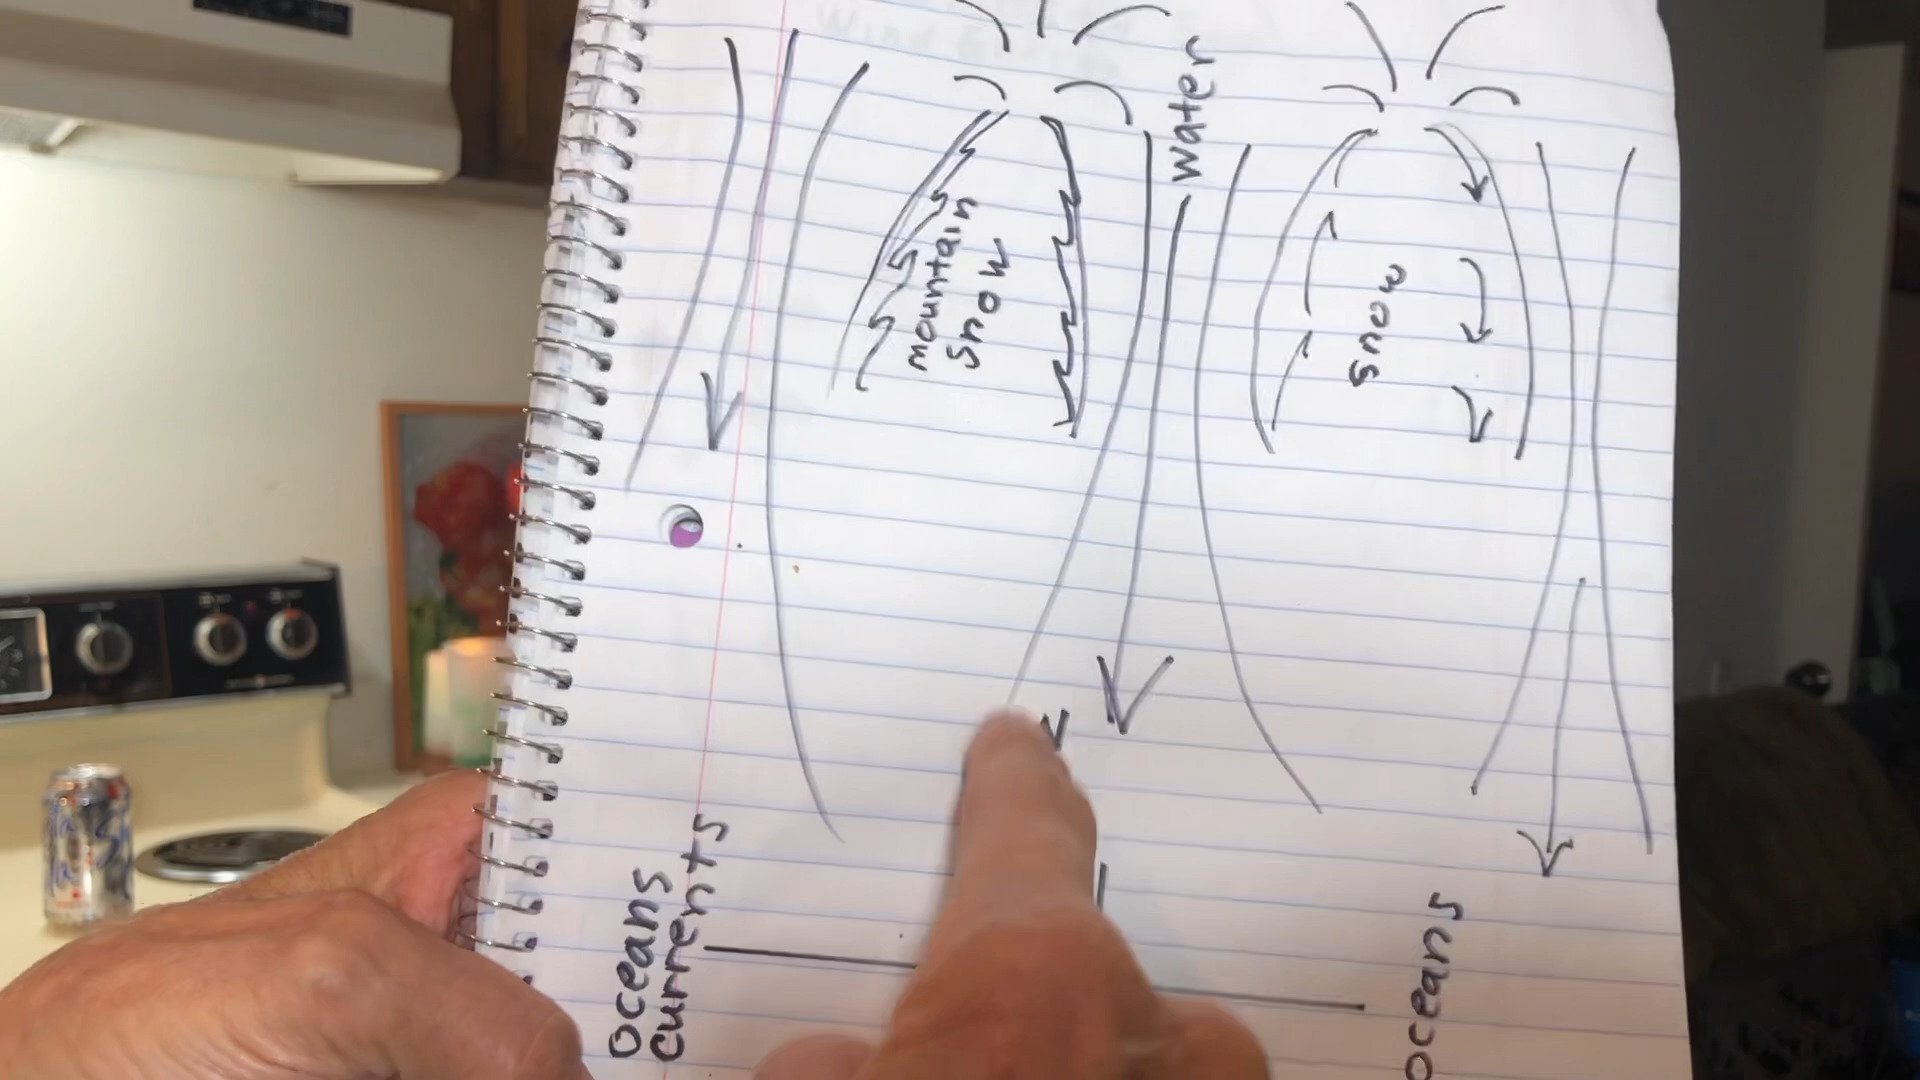 Wind E
water
mountain
snow
snow
oceans
currents
oceans